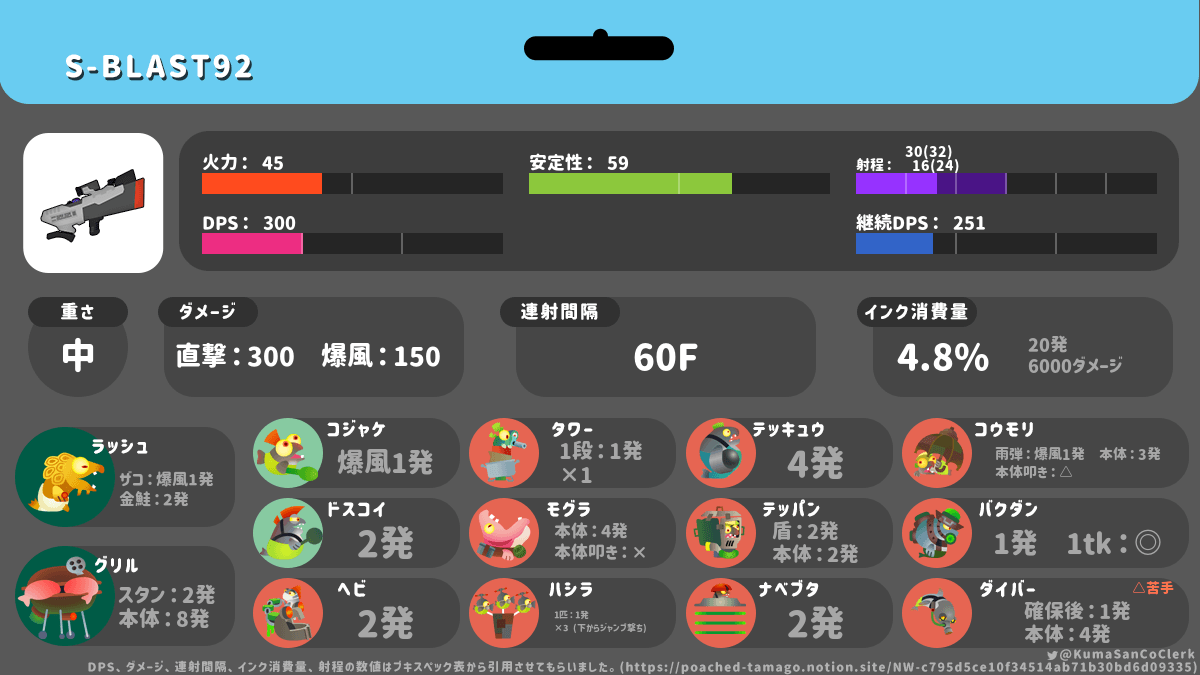 S-BLAST92
火力： 45
安定性： 59
30(32)
射程： 16(24)
DPS： 300
継続DPS： 251
重さ
中
ダメージ
直撃：300 爆風：150
連射間隔
60F
インク消費量
4.8%
20発
6000ダメージ
ラッシュ
ザコ：爆風1発
金鮭：2発
コジャケ
爆風1発
タワー
1段：1発
×1
テッキュウ
4発
コウモリ
雨弾：爆風1発 本体：3発
本体叩き：△
ドスコイ
2発
モグラ
本体：4発
本体叩き：×
テッパン
盾：2発
本体：2発
バクダン
1発 1tk：◎
グリル
スタン：2発
本体：8発
ヘビ
2発
ハシラ
1匹：1発
×3（下からジャンプ撃ち）
ナベブタ
2発
ダイバー
△苦手
確保後：1発
本体：4発
@KumaSanCoClerk
DPS、ダメージ、連射間隔、インク消費量、射程の数値はブキスペック表から引用させてもらいました。(https://poached-tamago.notion.site/NW-c795d5ce10f34514ab71b30bd6d09335)